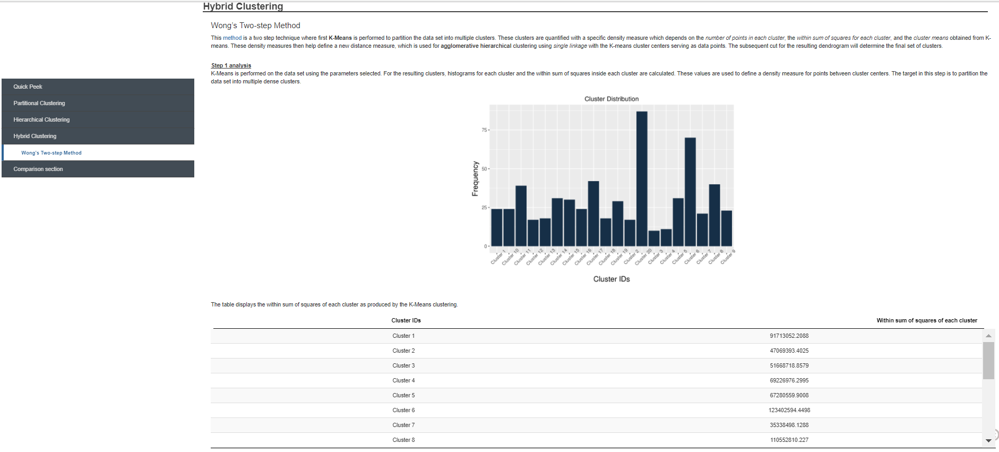 Hybrid Clustering
Wong's Two-step Method
This method is a two step technique where first K-Means is performed to partition the data set into multiple clusters. These clusters are quantified with a specific density measure which depends on the number of points in each cluster, the within sum of squares for each cluster, and the cluster means obtained from K-
means. These density measures then help define a new distance measure, which is used for agglomerative hierarchical clustering using single linkage with the K-means cluster centers serving as data points. The subsequent cut for the resulting dendrogram will determine the final set of clusters.
Step 1 analysis
K-Means is performed on the data set using the parameters selected. For the resulting clusters, histograms for each cluster and the within sum of squares inside each cluster are calculated. These values are used to define a density measure for points between cluster centers. The target in this step is to partition the
data set into multiple dense clusters.
Quick Peek
Partitional Clustering
Hierarchical Clustering
Hybrid Clustering
Wong's Two-step Method
Comparison section
Cluster Distribution
Frequency
75
50
25
0
Cluster 1
Cluster 10
Cluster 11
Cluster 12
Cluster 13
Cluster 14
Cluster 15
Cluster 16
Cluster 17
Cluster 18
Cluster 19
Cluster 2
Cluster 20
Cluster 3
Cluster 4
Cluster 5
Cluster 6
Cluster 7
Cluster 8
Cluster 9
Cluster IDs
The table displays the within sum of squares of each cluster as produced by the K-Means clustering.
Cluster IDs Within sum of squares of each cluster
Cluster 1 91713052.2088
Cluster 2 47069393.4025
Cluster 3 51668718.8579
Cluster 4 69226976.2995
Cluster 5 67280559.9008
Cluster 6 123402594.4498
Cluster 7 35338498.1288
Cluster 8 110552810.227